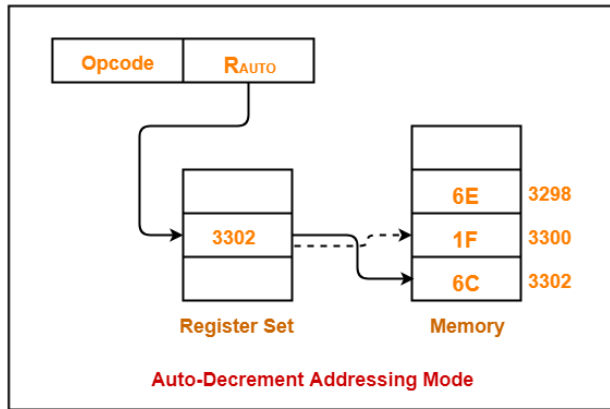 Opcode RAUTO
6E 3298
3302 1F 3300
6C 3302
Register Set Memory
Auto-Decrement Addressing Mode